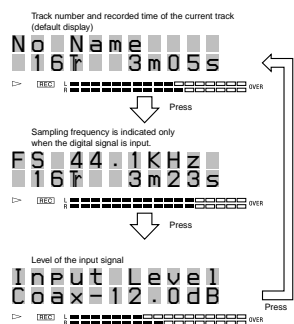 Track number and recorded time of the current track
(default display)
No Name
16Tr 3m05s
REC L R OVER
Press
Sampling frequency is indicated only
when the digital signal is input.
FS 44.1KHz
16Tr 3m23s
REC L R OVER
Press
Level of the input signal
Input Level
Coax-12.0dB
Press
REC L R OVER